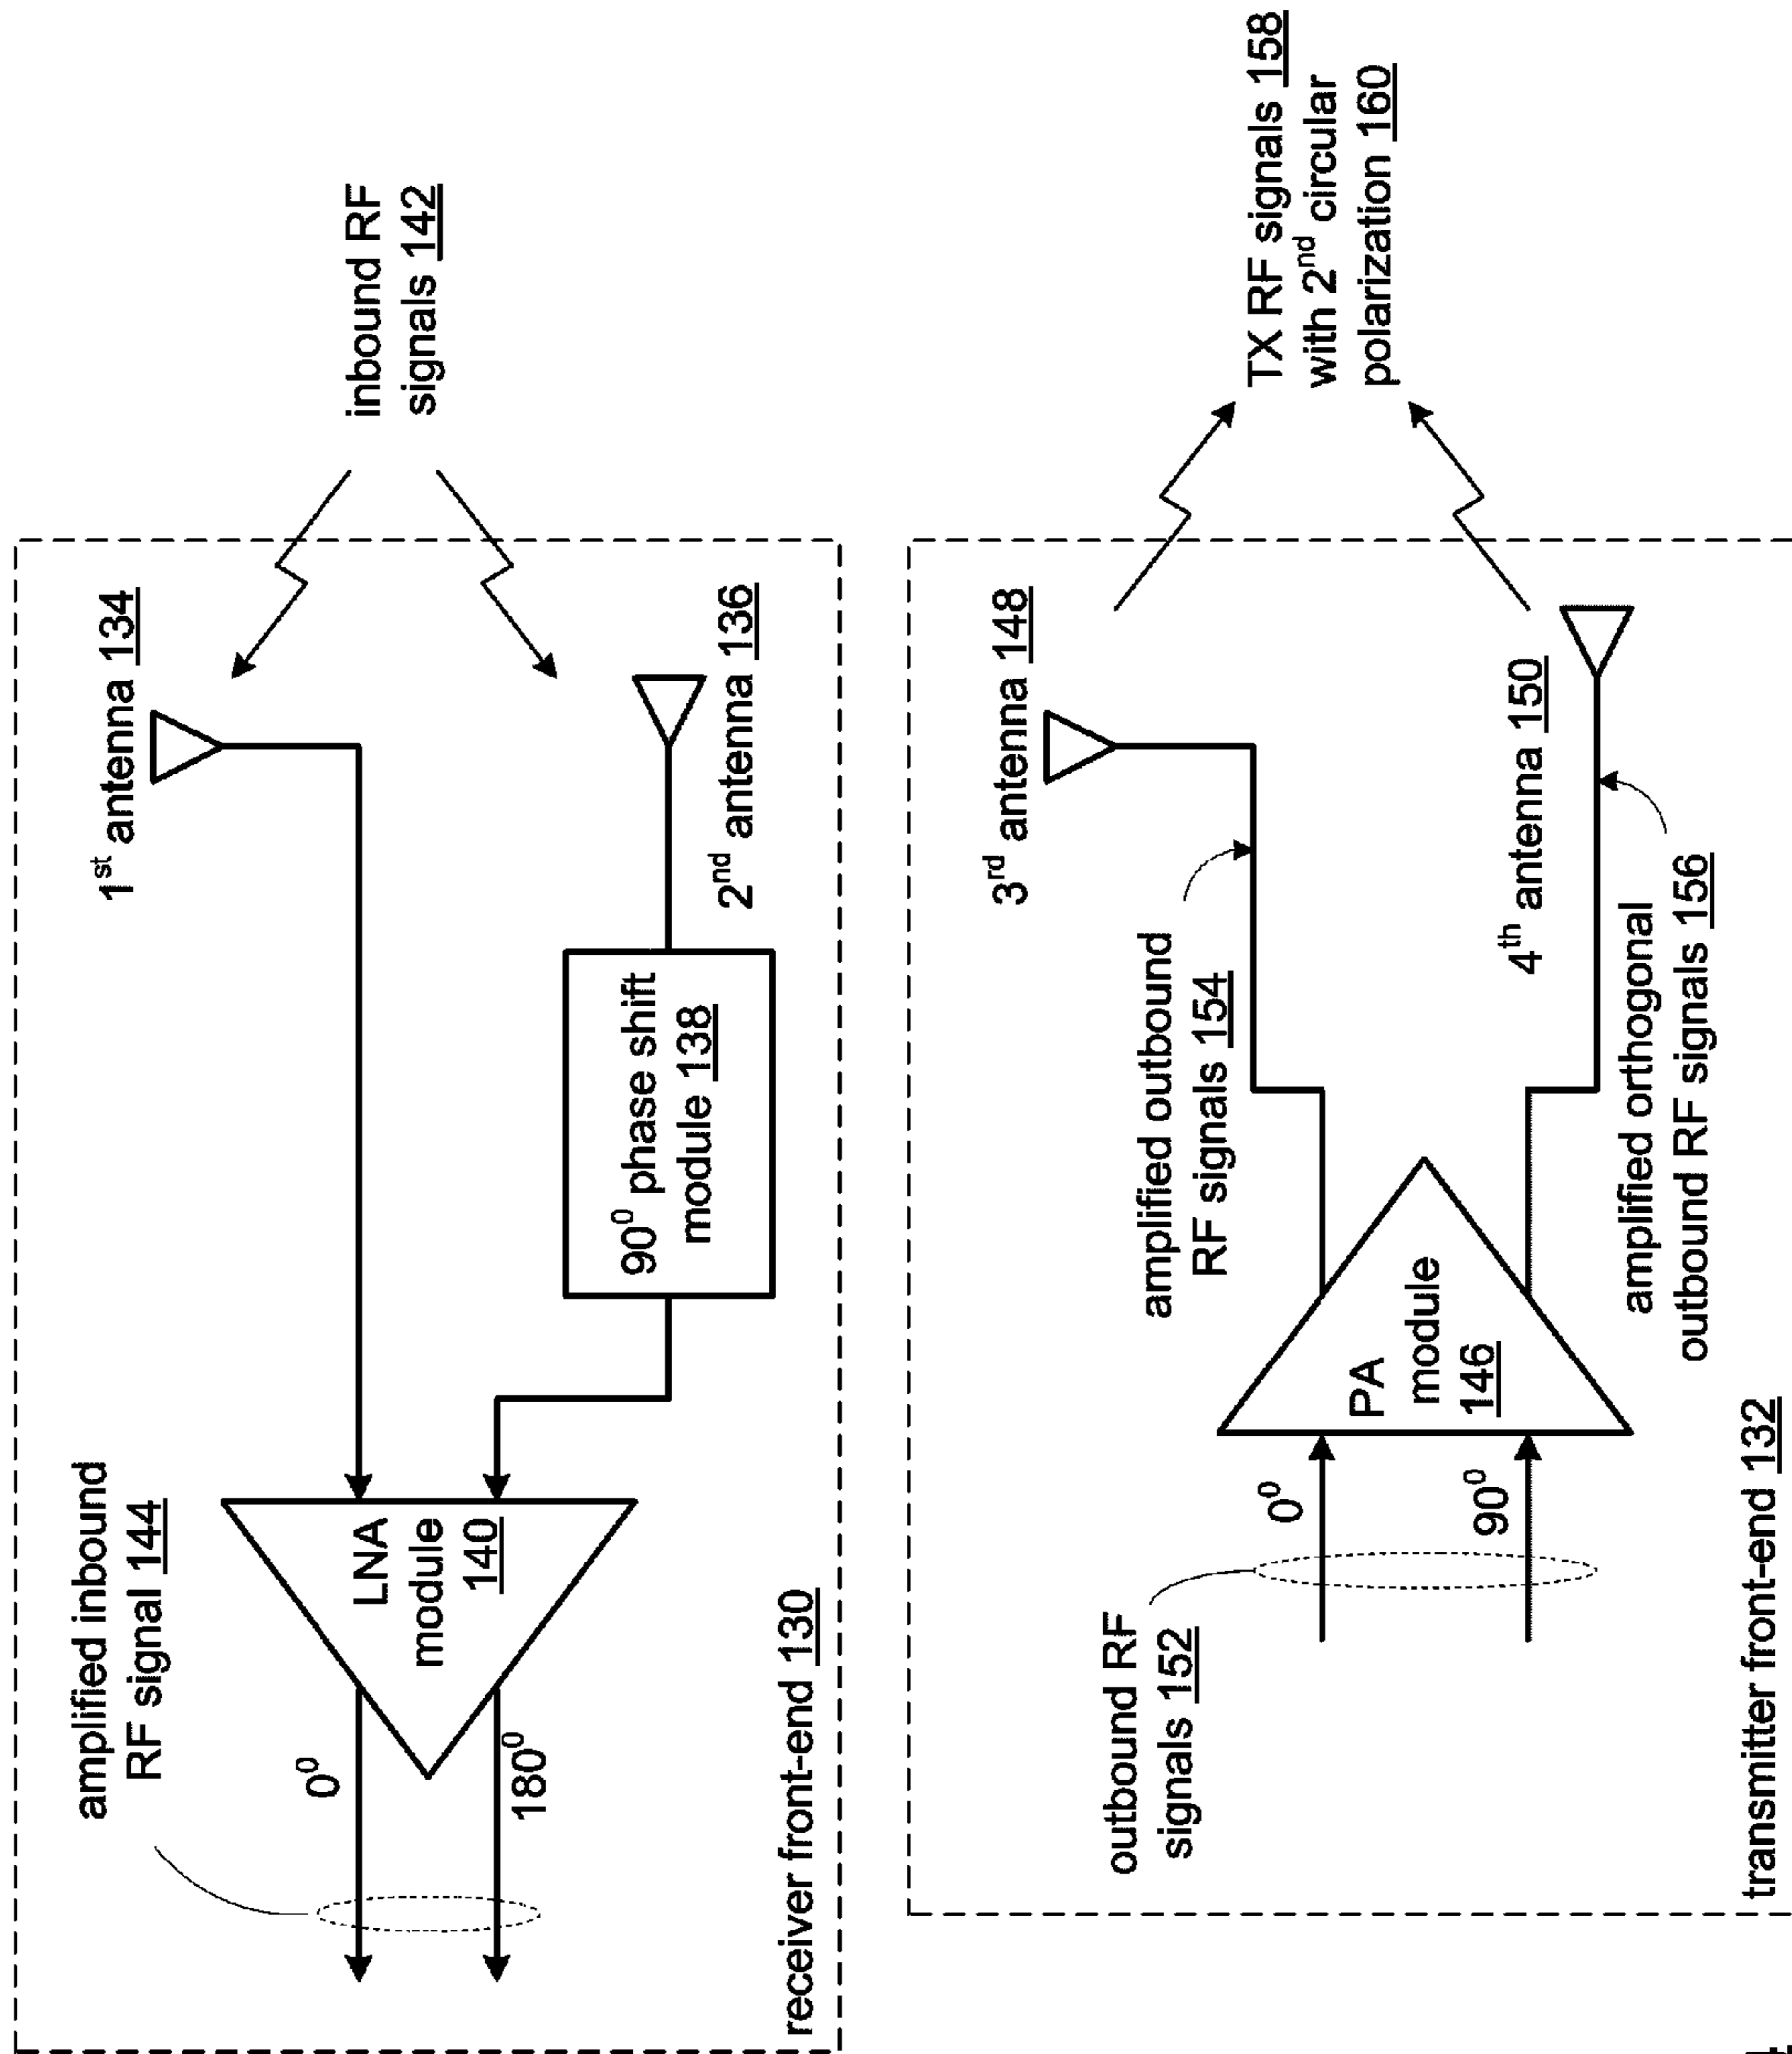 amplified inbound
RF signal 144
0⁰
180⁰
LNA
module
140
1ˢᵗ antenna 134
inbound RF
signals 142
90⁰ phase shift
module 138
2ⁿᵈ antenna 136
receiver front-end 130
outbound RF
signals 152
0⁰
90⁰
PA
module
146
amplified outbound
RF signals 154
3ʳᵈ antenna 148
TX RF signals 158
with 2ⁿᵈ circular
polarization 160
4ᵗʰ antenna 150
amplified orthogonal
outbound RF signals 156
transmitter front-end 132